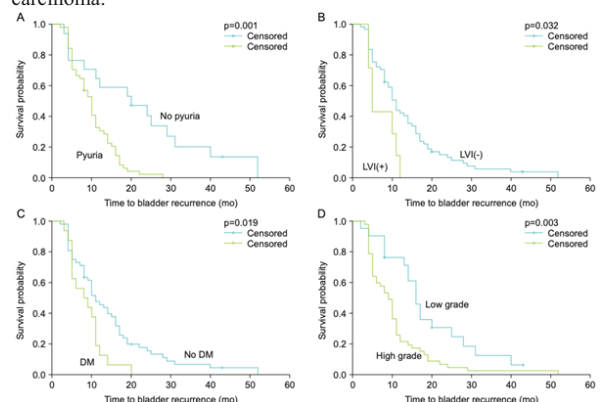 carcinoma.
A
p=0.001
Censored
Censored
Survival probability
1.0
0.8
0.6
0.4
0.2
0.0
No pyuria
Pyuria
0 10 20 30 40 50 60
Time to bladder recurrence (mo)
B
p=0.032
Censored
Censored
Survival probability
1.0
0.8
0.6
0.4
0.2
0.0
LVI(-)
LVI(+)
0 10 20 30 40 50 60
Time to bladder recurrence (mo)
C
p=0.019
Censored
Censored
Survival probability
1.0
0.8
0.6
0.4
0.2
0.0
No DM
DM
0 10 20 30 40 50 60
Time to bladder recurrence (mo)
D
p=0.003
Censored
Censored
Survival probability
1.0
0.8
0.6
0.4
0.2
0.0
Low grade
High grade
0 10 20 30 40 50 60
Time to bladder recurrence (mo)